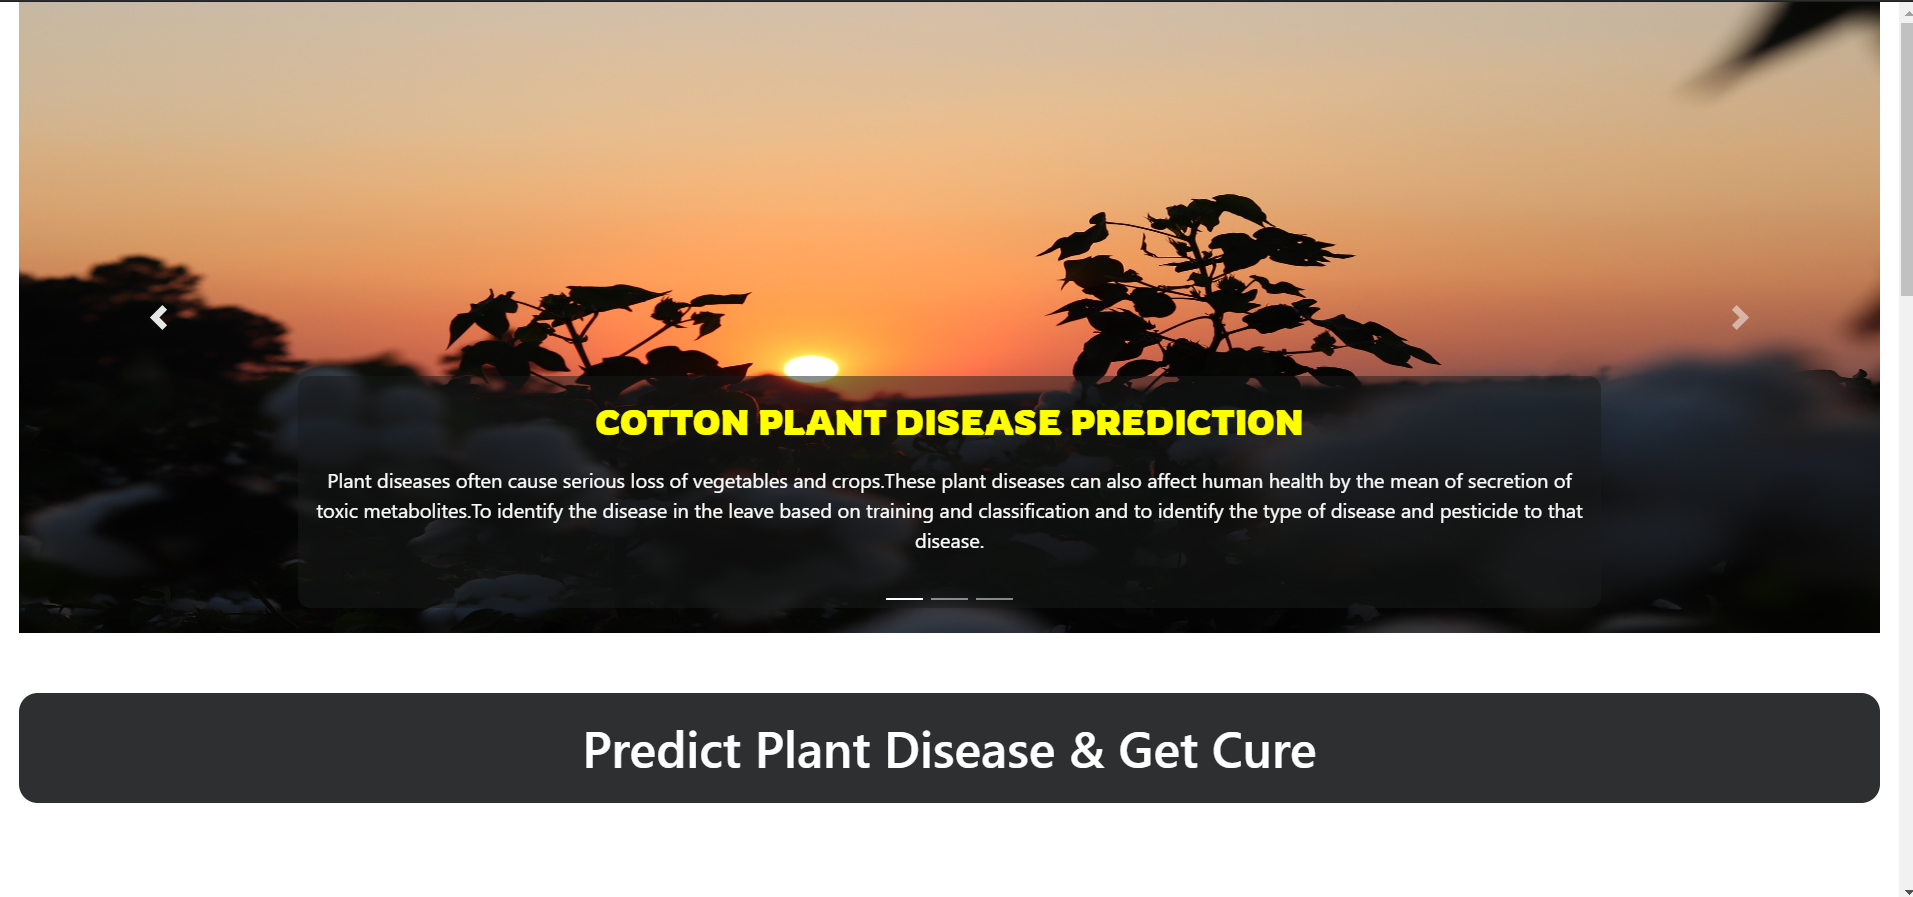 COTTON PLANT DISEASE PREDICTION
Plant diseases often cause serious loss of vegetables and crops.These plant diseases can also affect human health by the mean of secretion of
toxic metabolites.To identify the disease in the leave based on training and classification and to identify the type of disease and pesticide to that
disease.
Predict Plant Disease & Get Cure